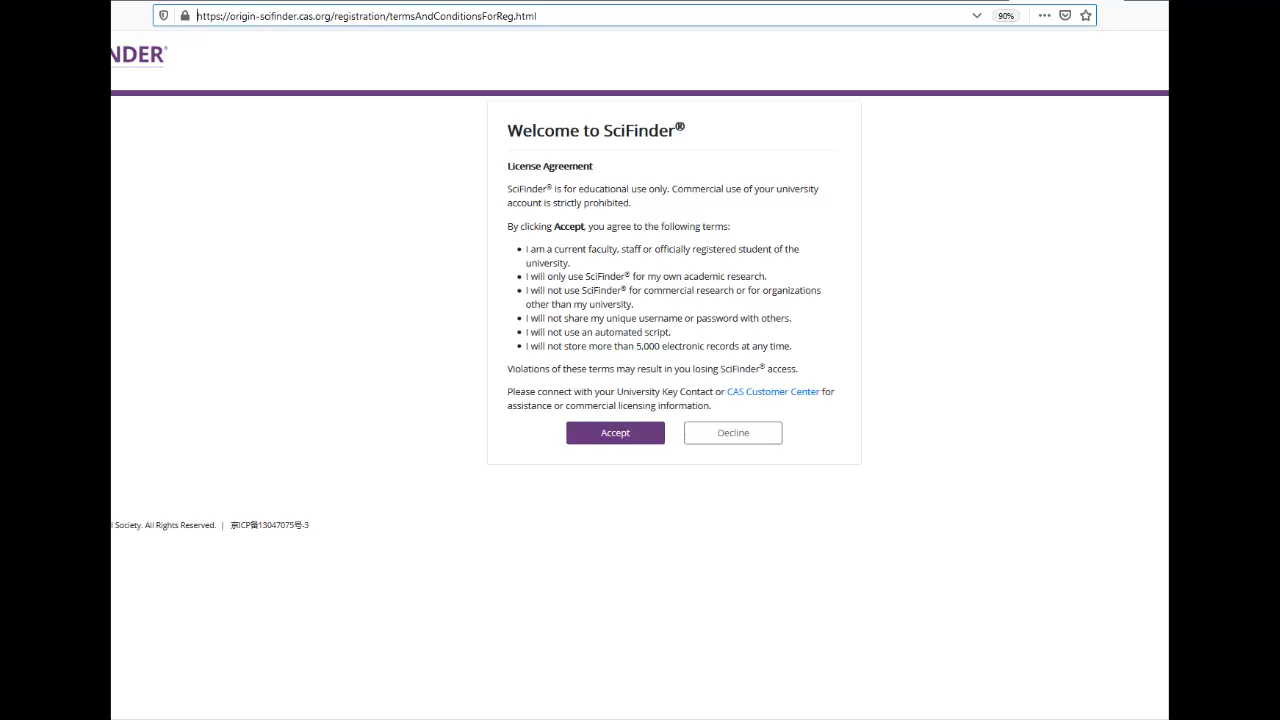 https://origin-scifinder.cas.org/registration/termsAndConditionsForReg.html
90%
NDER®
Welcome to SciFinder®
License Agreement
SciFinder® is for educational use only. Commercial use of your university
account is strictly prohibited.
By clicking Accept, you agree to the following terms:
• I am a current faculty, staff or officially registered student of the
university.
• I will only use SciFinder® for my own academic research.
• I will not use SciFinder® for commercial research or for organizations
other than my university.
• I will not share my unique username or password with others.
• I will not use an automated script.
• I will not store more than 5,000 electronic records at any time.
Violations of these terms may result in you losing SciFinder® access.
Please connect with your University Key Contact or CAS Customer Center for
assistance or commercial licensing information.
Accept
Decline
l Society. All Rights Reserved. | 京ICP备13047075号-3